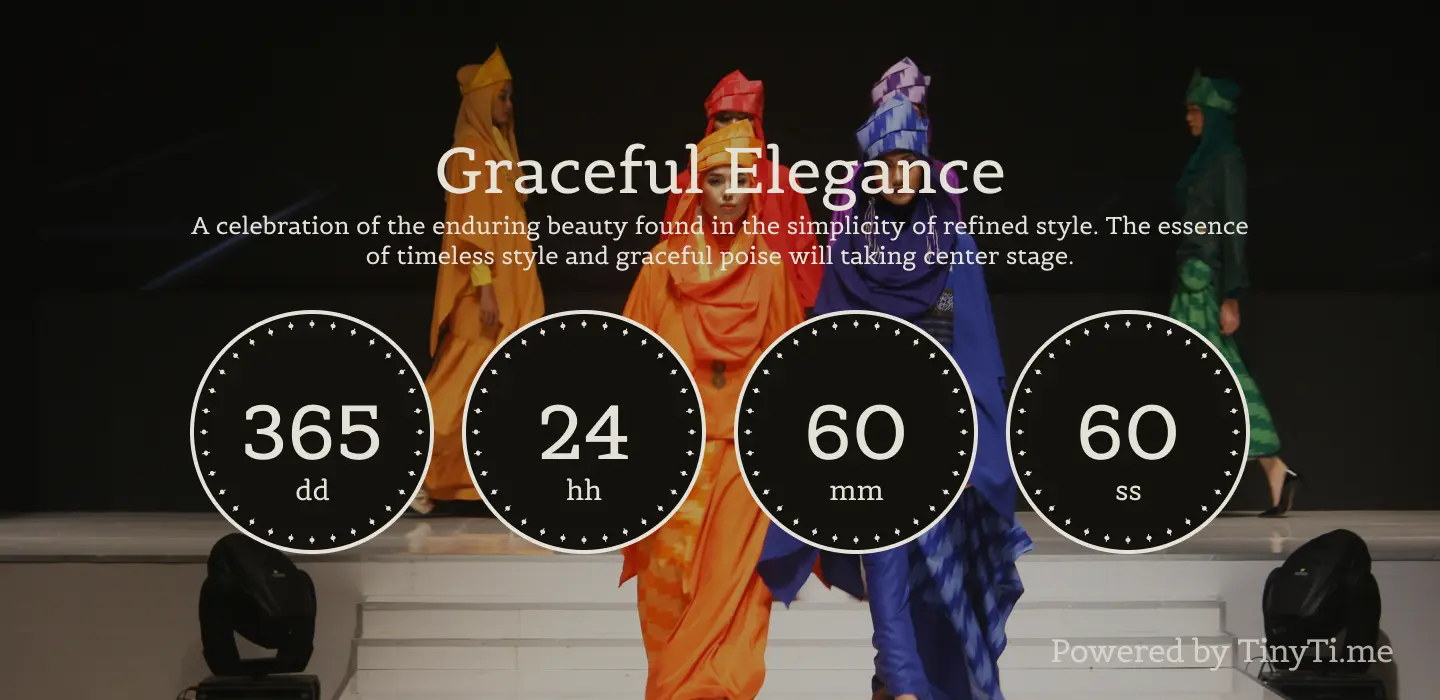 Graceful Elegance
A celebration of the enduring beauty found in the simplicity of refined style. The essence
of timeless style and graceful poise will taking center stage.
365 24 60 60
dd hh mm ss
Powered by TinyTi.me